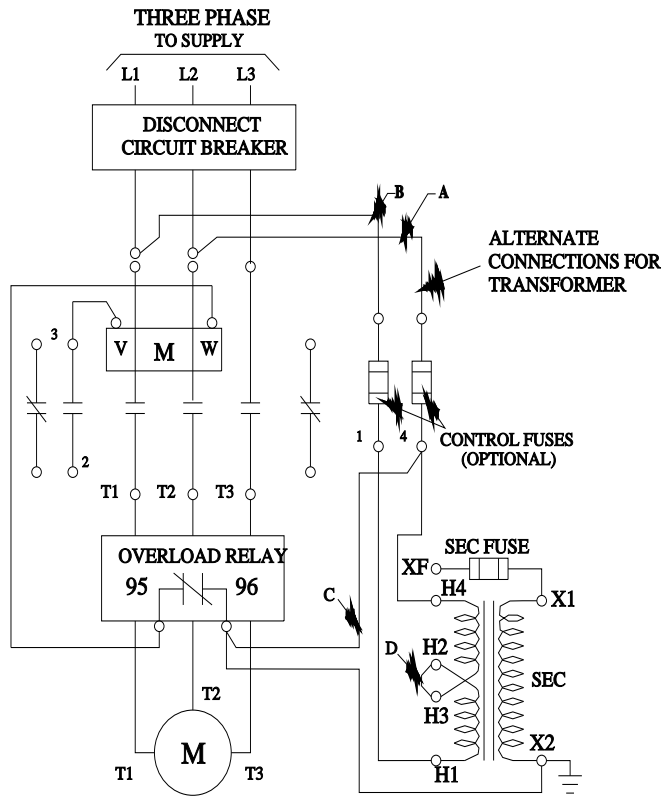 THREE PHASE
TO SUPPLY
L1 L2 L3
DISCONNECT
CIRCUIT BREAKER
B A
ALTERNATE
CONNECTIONS FOR
TRANSFORMER
3
V M W
1 4
CONTROL FUSES
(OPTIONAL)
2
T1 T2 T3
OVERLOAD RELAY
95 96
SEC FUSE
XF
H4 X1
C
D H2
SEC
H3
T2
X2
M
T1 T3
H1